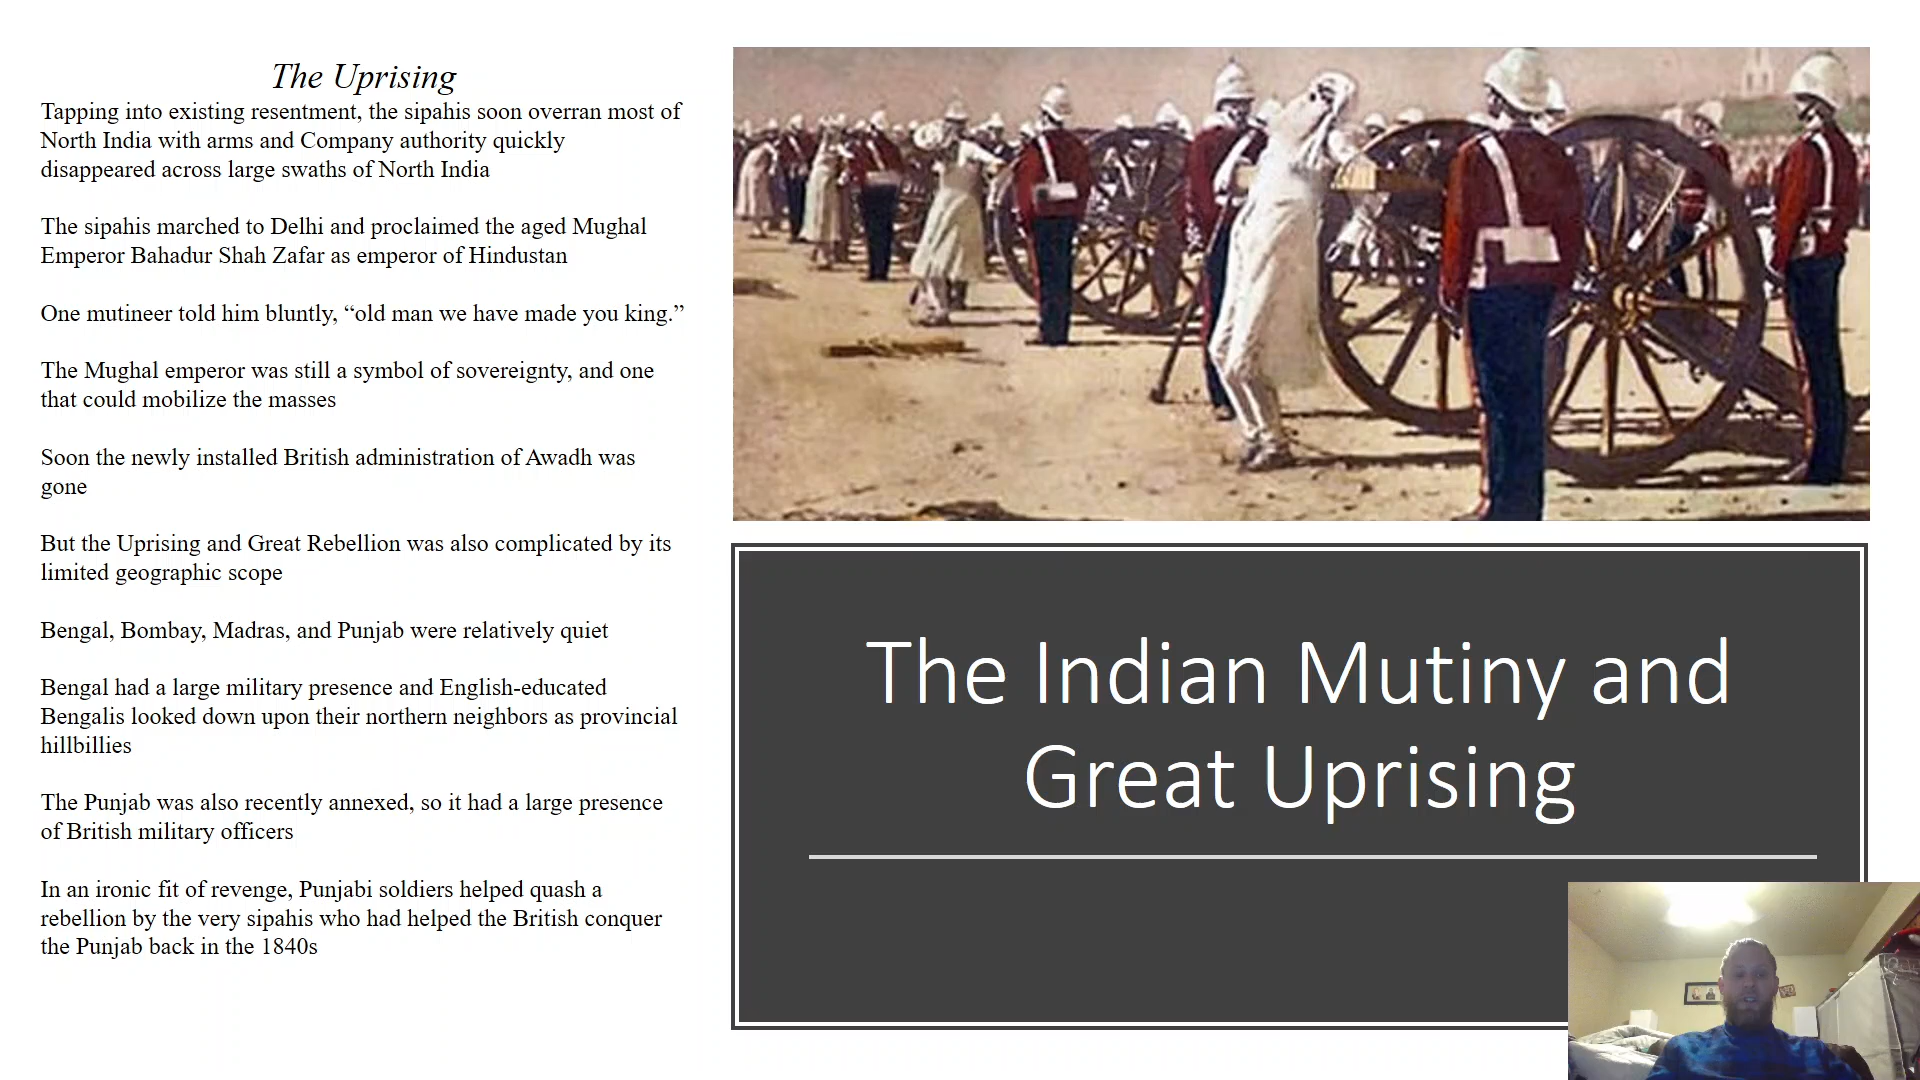 The Uprising
Tapping into existing resentment, the sipahis soon overran most of
North India with arms and Company authority quickly
disappeared across large swaths of North India
The sipahis marched to Delhi and proclaimed the aged Mughal
Emperor Bahadur Shah Zafar as emperor of Hindustan
One mutineer told him bluntly, “old man we have made you king.”
The Mughal emperor was still a symbol of sovereignty, and one
that could mobilize the masses
Soon the newly installed British administration of Awadh was
gone
But the Uprising and Great Rebellion was also complicated by its
limited geographic scope
Bengal, Bombay, Madras, and Punjab were relatively quiet
Bengal had a large military presence and English-educated
Bengalis looked down upon their northern neighbors as provincial
hillbillies
The Punjab was also recently annexed, so it had a large presence
of British military officers
In an ironic fit of revenge, Punjabi soldiers helped quash a
rebellion by the very sipahis who had helped the British conquer
the Punjab back in the 1840s
The Indian Mutiny and
Great Uprising